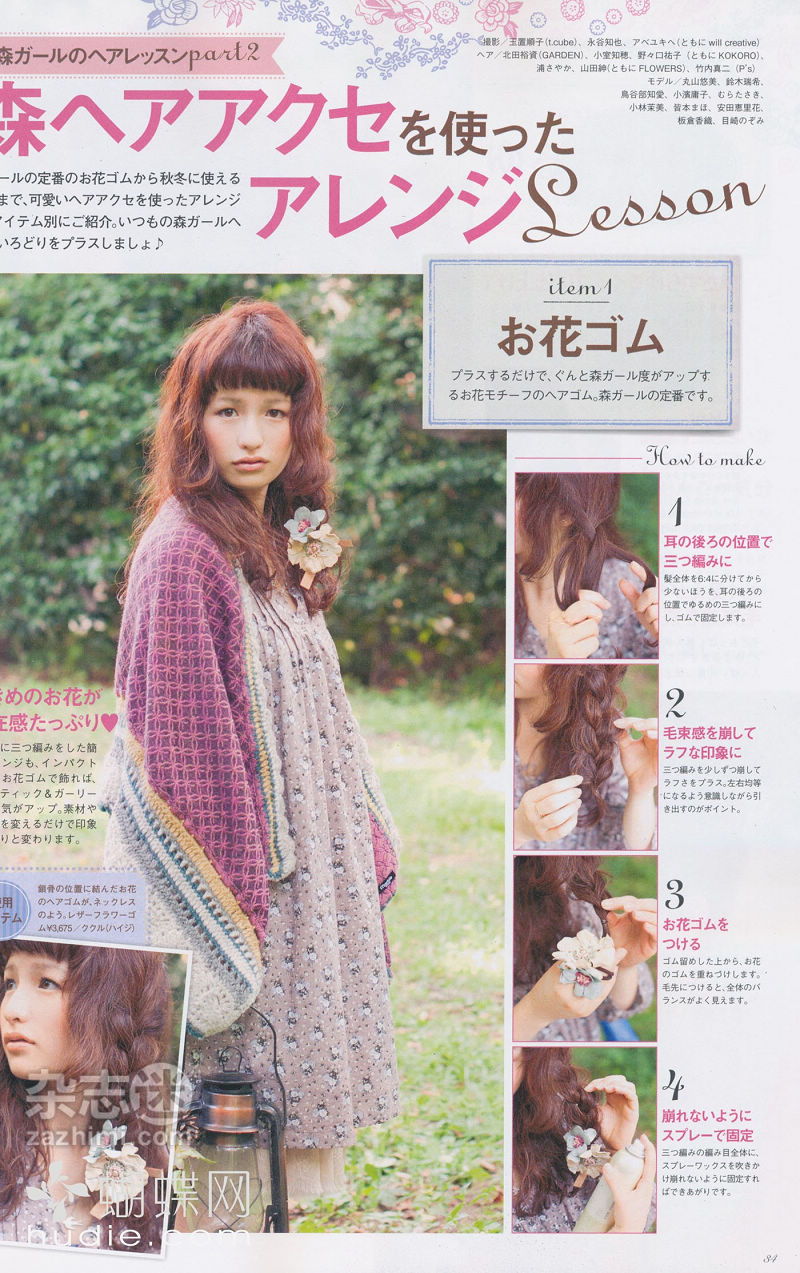 森ガールのヘアレッスンpart2
撮影／玉置順子(t.cube)、永谷知也、アベユキヘ(ともにwill creative)
ヘア／北田裕資(GARDEN)、小室知穂、野々口祐子（ともにKOKORO）、
浦さやか、山田紳(ともにFLOWERS)、竹内真二（P's）
モデル／丸山悠美、鈴木瑞希、
鳥谷部知愛、小濱庸子、むらたさき、
小林茉美、皆本まほ、安田恵里花、
板倉香織、目崎のぞみ
森ヘアアクセを使った
アレンジLesson
ールの定番のお花ゴムから秋冬に使える
まで、可愛いヘアアクセを使ったアレンジ
アイテム別にご紹介。いつもの森ガールヘ
いろどりをプラスしましょ♪
item1
お花ゴム
プラスするだけで、ぐんと森ガール度がアップす
るお花モチーフのヘアゴム。森ガールの定番です。
How to make
1
耳の後ろの位置で
三つ編みに
髪全体を6:4に分けてから
少ないほうを、耳の後ろの
位置でゆるめの三つ編みに
し、ゴムで固定します。
2
毛束感を崩して
ラフな印象に
三つ編みを少しずつ崩して
ラフさをプラス。左右均等
になるよう意識しながら引
き出すのがポイント。
3
お花ゴムを
つける
ゴム留めした上から、お花
のゴムを重ねづけします。
毛先につけると、全体のバ
ランスがよく見えます。
4
崩れないように
スプレーで固定
三つ編みの編み目全体に、
スプレーワックスを吹きか
け崩れないように固定すれ
ばできあがりです。
きめのお花が
在感たっぷり♥
に三つ編みをした簡
ンジも、インパクト
お花ゴムで飾れば、
ティック＆ガーリー
気がアップ。素材や
を変えるだけで印象
りと変わります。
使用
テム
鎖骨の位置に結んだお花
のヘアゴムが、ネックレス
のよう。レザーフラワーゴ
ム¥3,675／ククル(ハイジ)
杂志迷
zazhimi.com
蝴蝶网
hudie.com
34